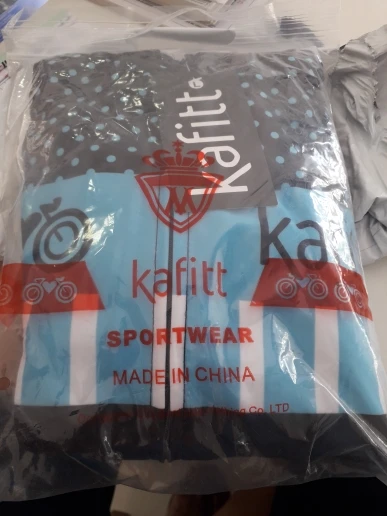 kafitt
M
ka
kafitt
SPORTWEAR
MADE IN CHINA
Co.,LTD